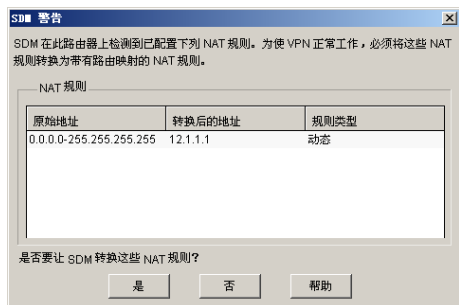 SDM 警告
SDM 在此路由器上检测到已配置下列 NAT 规则。为使 VPN 正常工作，必须将这些 NAT
规则转换为带有路由映射的 NAT 规则。
NAT 规则
原始地址 转换后的地址 规则类型
0.0.0.0-255.255.255.255 12.1.1.1 动态
是否要让 SDM 转换这些 NAT 规则?
是 否 帮助